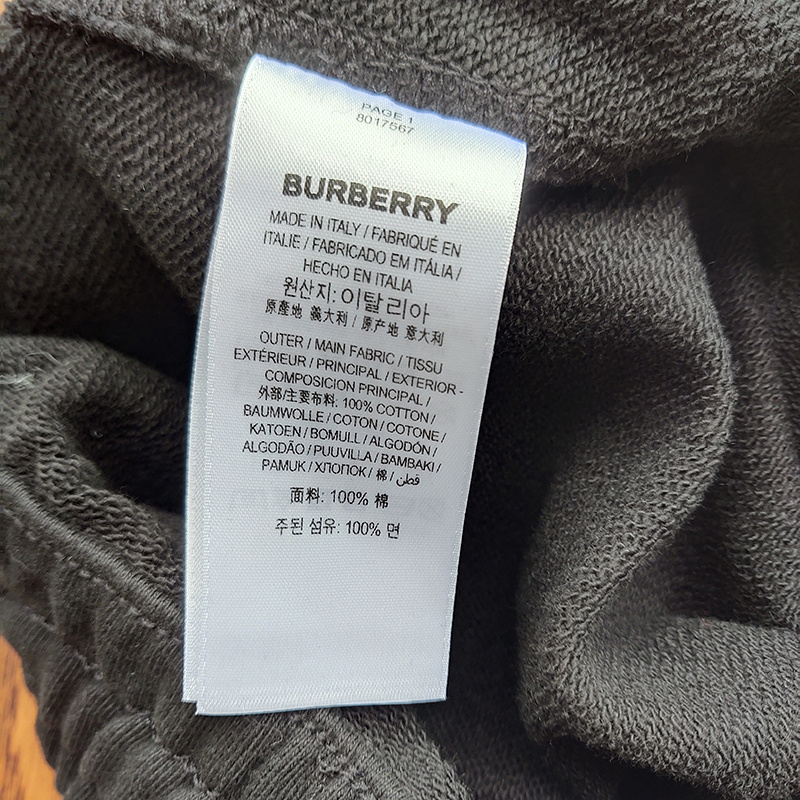 PAGE 1
8017567
BURBERRY
MADE IN ITALY / FABRIQUÉ EN
ITALIE / FABRICADO EM ITÁLIA /
HECHO EN ITALIA
원산지: 이탈리아
原產地 義大利 / 原产地 意大利
OUTER / MAIN FABRIC / TISSU
EXTÉRIEUR / PRINCIPAL / EXTERIOR -
COMPOSICION PRINCIPAL /
外部/主要布料: 100% COTTON /
BAUMWOLLE / COTON / COTONE /
KATOEN / BOMULL / ALGODÓN /
ALGODÃO / PUUVILLA / BAMBAKI /
PAMUK / ХЛОПОК / 棉 / قطن
面料: 100% 棉
주된 섬유: 100% 면